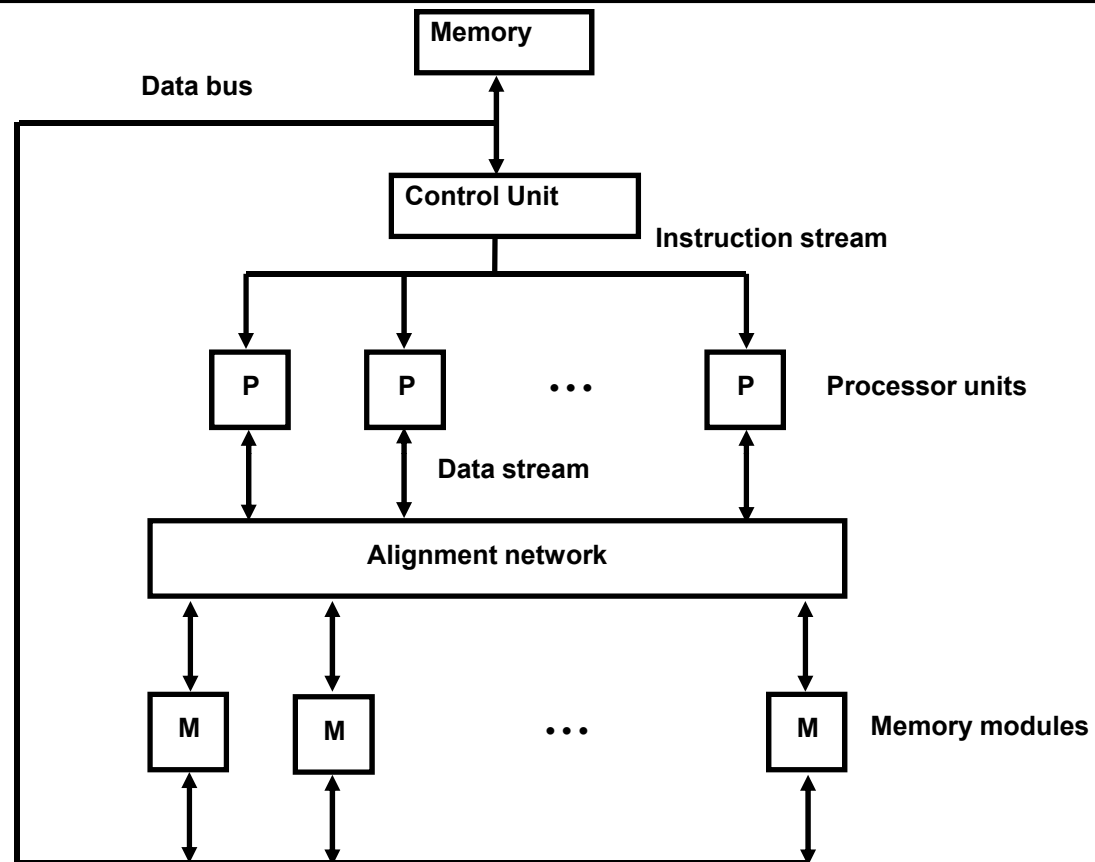 Memory
Data bus
Control Unit
Instruction stream
P P ... P Processor units
Data stream
Alignment network
M M ... M Memory modules